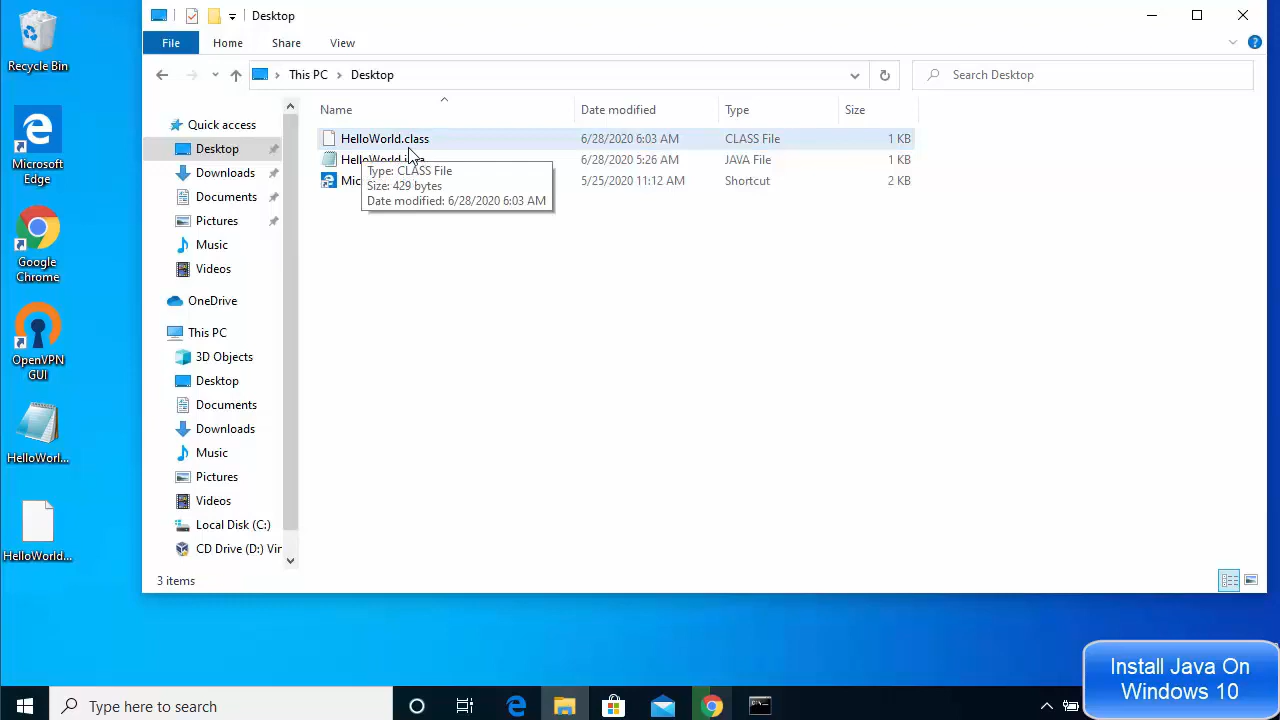 Recycle Bin
Microsoft
Edge
Google
Chrome
OpenVPN
GUI
HelloWorl...
HelloWorld...
Desktop
File Home Share View
This PC Desktop
Search Desktop
Name Date modified Type Size
HelloWorld.class 6/28/2020 6:03 AM CLASS File 1 KB
6/28/2020 5:26 AM JAVA File 1 KB
5/25/2020 11:12 AM Shortcut 2 KB
Type: CLASS File
Size: 429 bytes
Date modified: 6/28/2020 6:03 AM
Quick access
Desktop
Downloads
Documents
Pictures
Music
Videos
OneDrive
This PC
3D Objects
Desktop
Documents
Downloads
Music
Pictures
Videos
Local Disk (C:)
CD Drive (D:) Vir
3 items
Type here to search
Install Java On
Windows 10